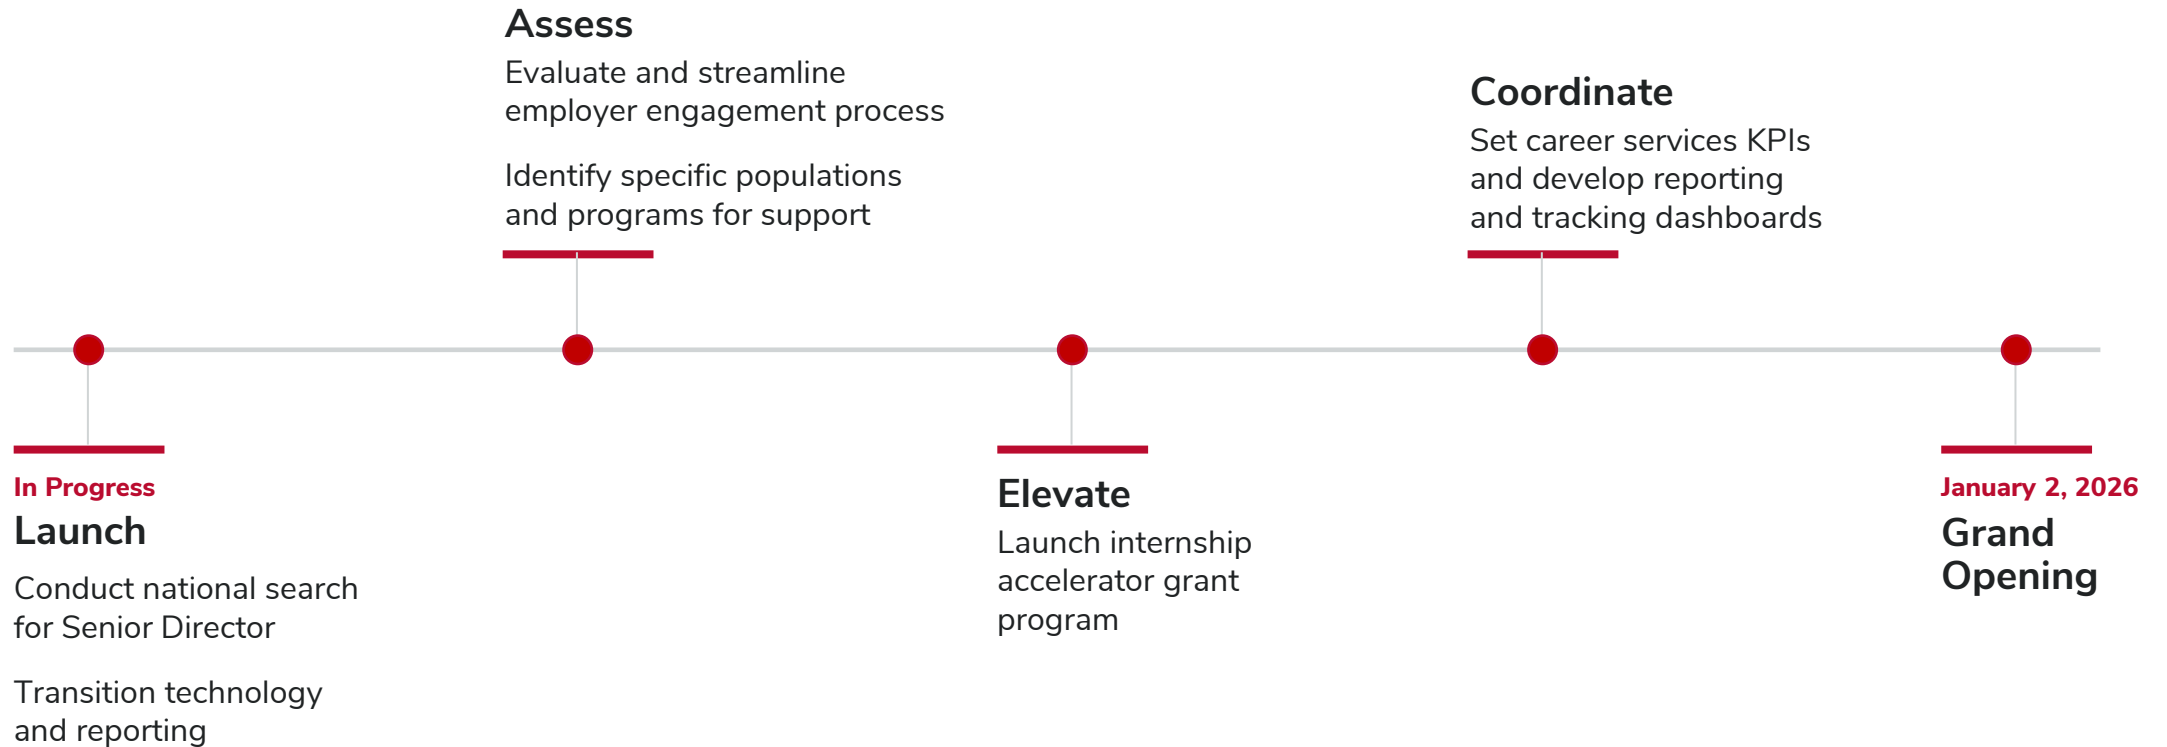 In Progress
Launch
Conduct national search
for Senior Director
Transition technology
and reporting
Assess
Evaluate and streamline
employer engagement process
Identify specific populations
and programs for support
Elevate
Launch internship
accelerator grant
program
Coordinate
Set career services KPIs
and develop reporting
and tracking dashboards
January 2, 2026
Grand
Opening